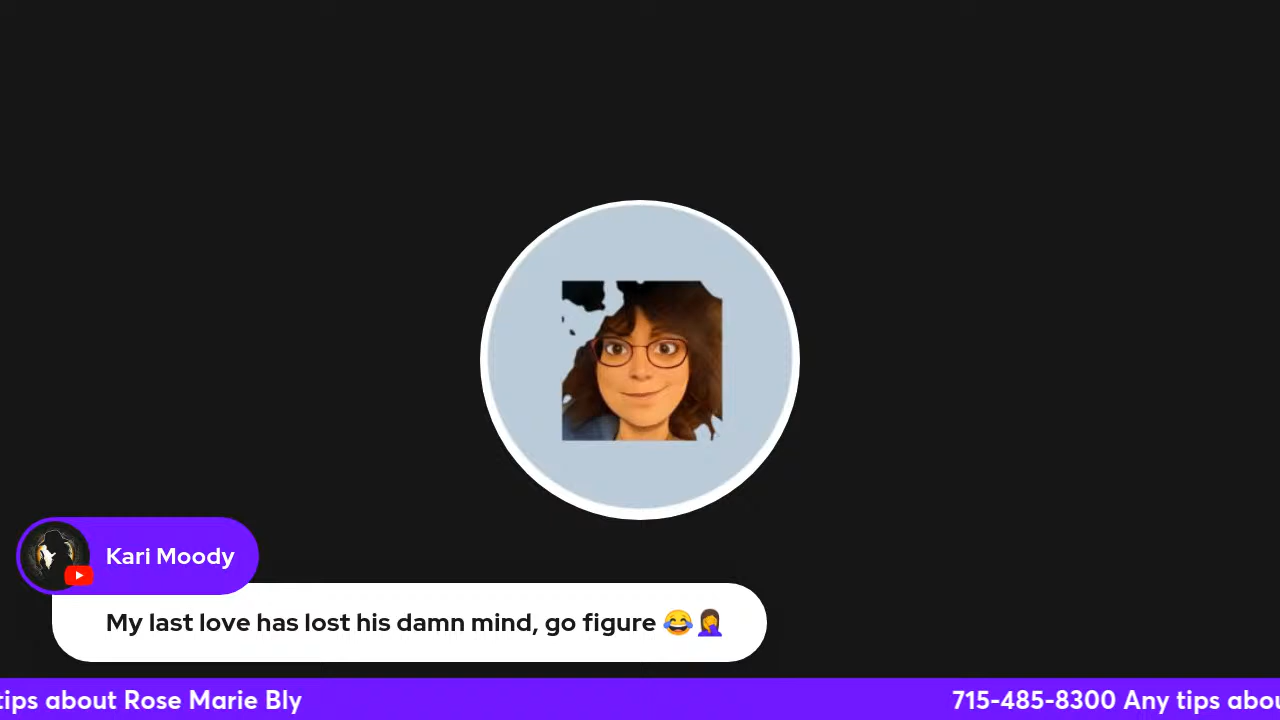 Kari Moody
My last love has lost his damn mind, go figure 😂🤦‍♀️
tips about Rose Marie Bly 715-485-8300 Any tips abou